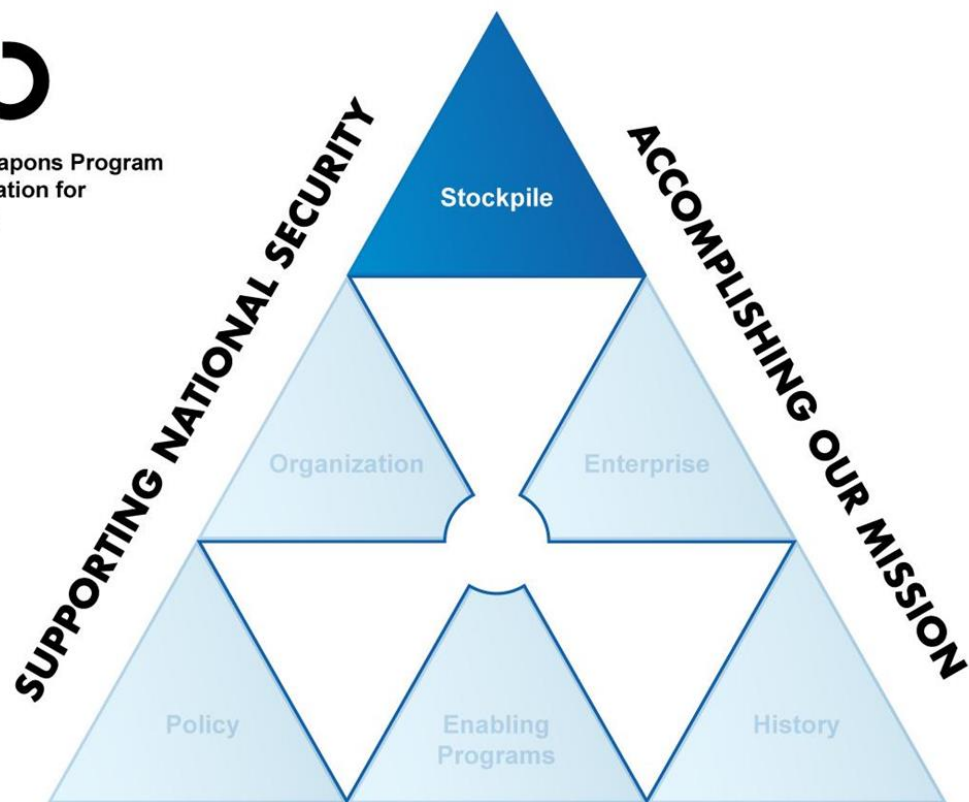 apons Program
ation for
SUPPORTING NATIONAL SECURITY
ACCOMPLISHING OUR MISSION
Stockpile
Organization
Enterprise
Policy
Enabling
Programs
History